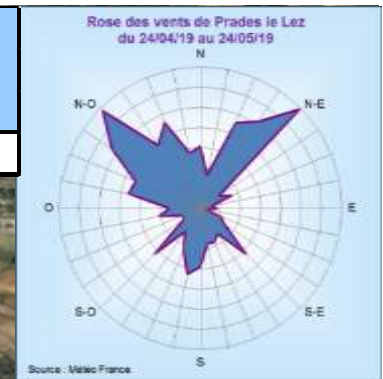 Rose des vents de Prades le Lez
du 24/04/19 au 24/05/19
N
N-O
N-E
O
E
S-O
S-E
S
Source : Météo France